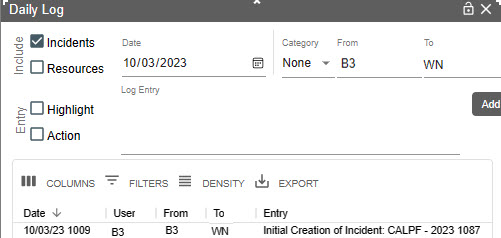 Daily Log
Include
Incidents
Resources
Date
10/03/2023
Category
None
From
B3
To
WN
Log Entry
Add
Entry
Highlight
Action
COLUMNS FILTERS DENSITY EXPORT
Date User From To Entry
10/03/23 1009 B3 B3 WN Initial Creation of Incident: CALPF - 2023 1087